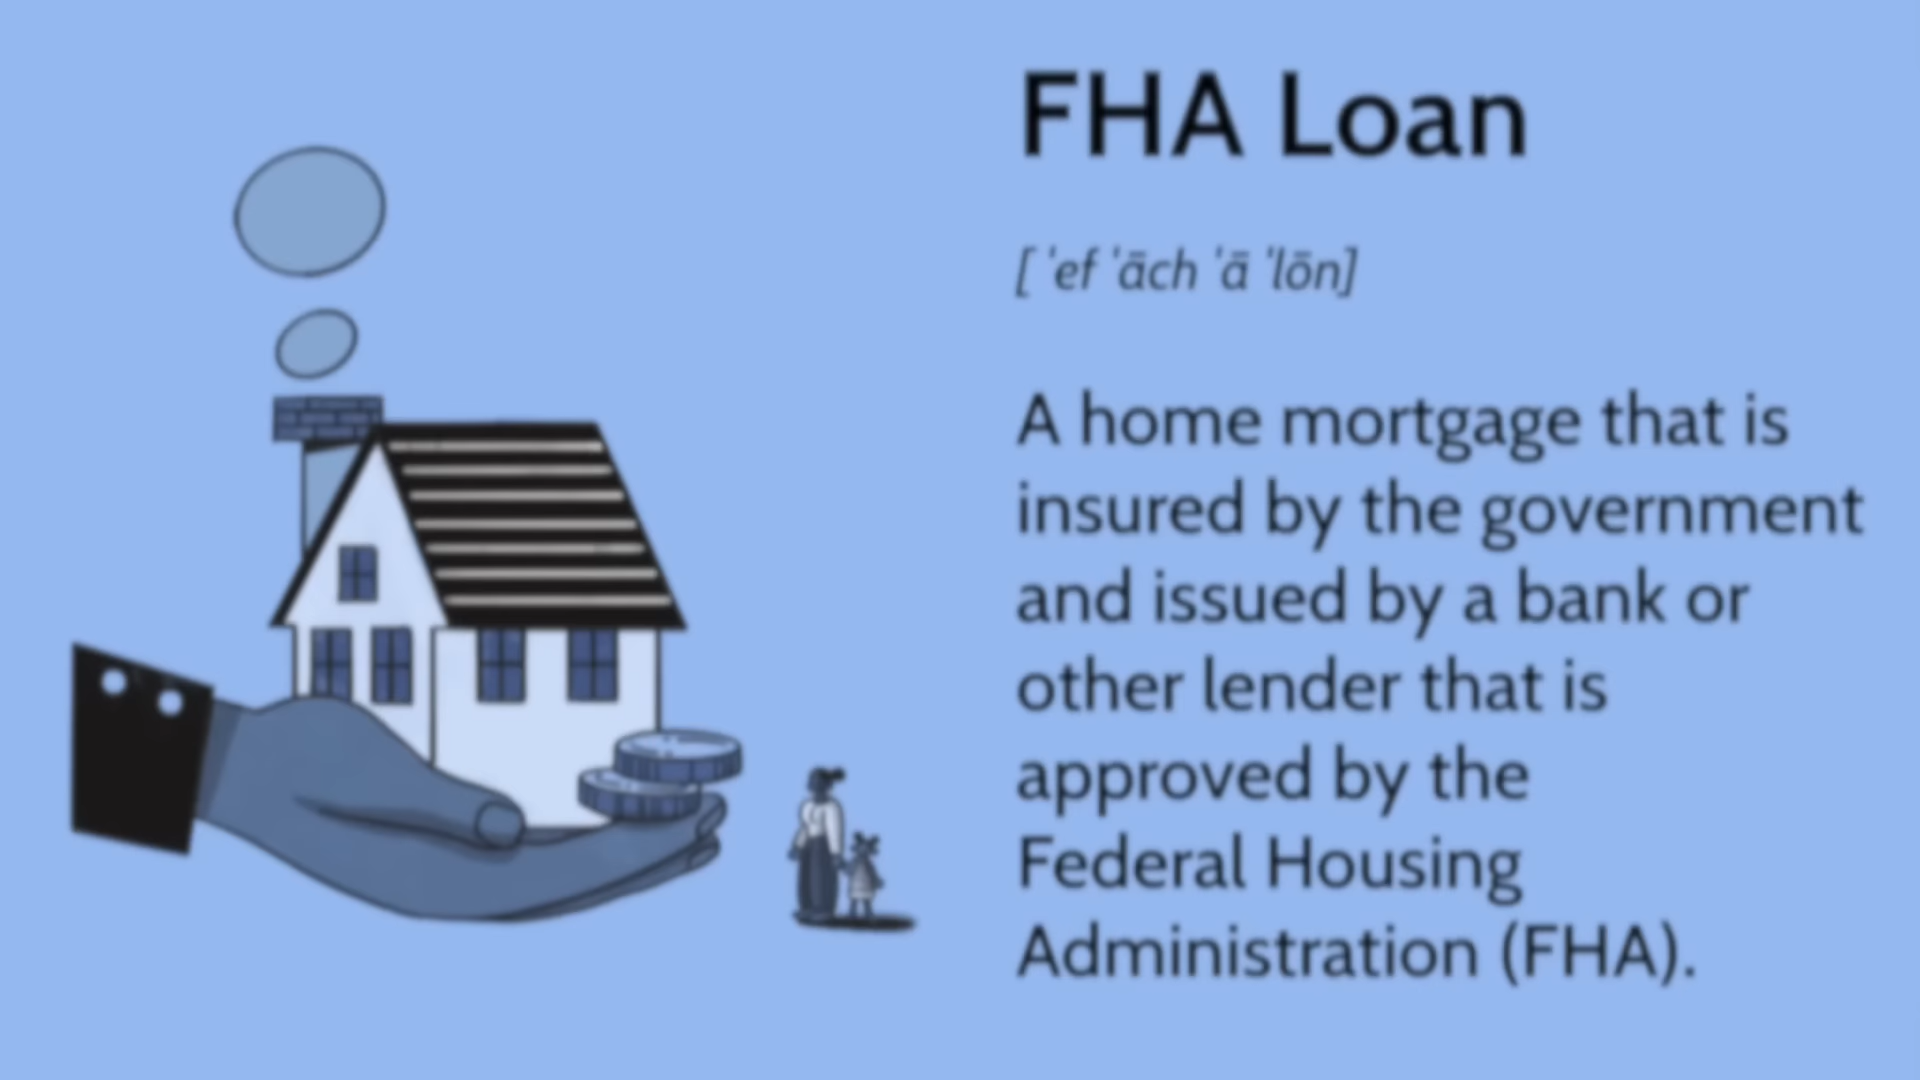 FHA Loan
[ ˈef ˈāch ˈā ˈlōn]
A home mortgage that is
insured by the government
and issued by a bank or
other lender that is
approved by the
Federal Housing
Administration (FHA).